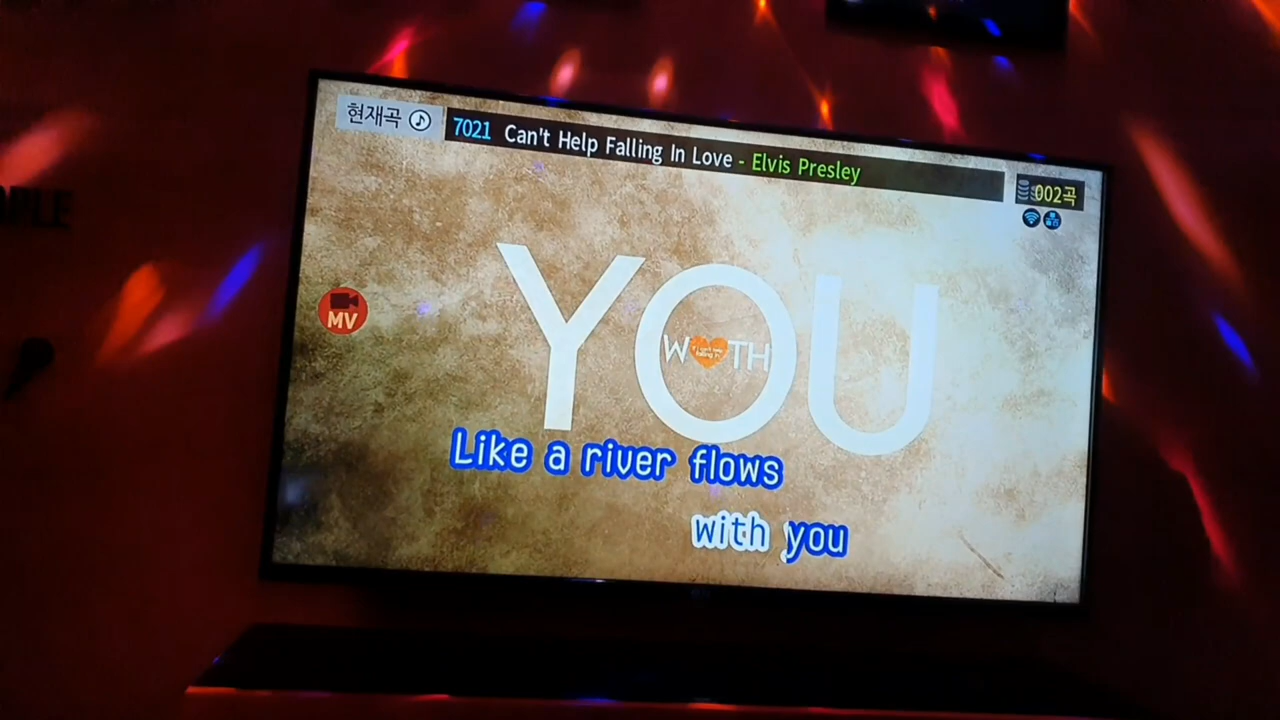 현재곡 7021 Can't Help Falling In Love - Elvis Presley
002곡
MV
YOU
W TH
Like a river flows
with you